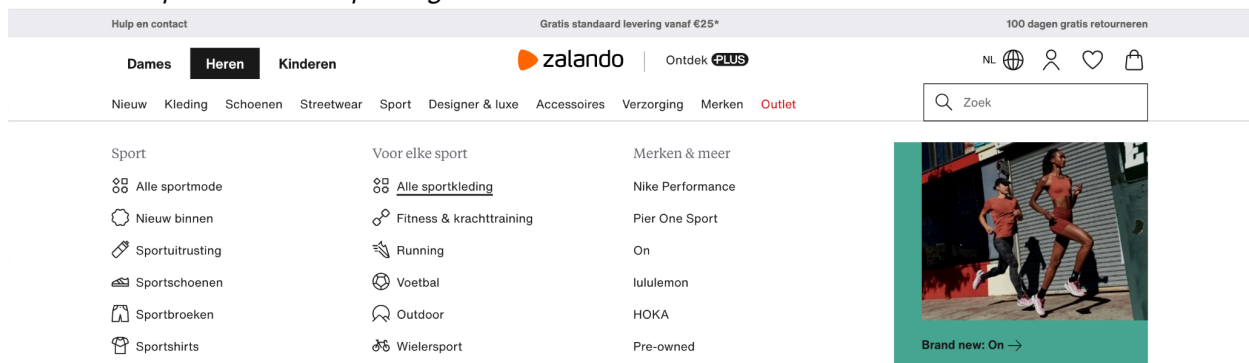 Hulp en contact
Gratis standaard levering vanaf €25*
100 dagen gratis retourneren
Dames Heren Kinderen
zalando
Ontdek PLUS
NL
Nieuw Kleding Schoenen Streetwear Sport Designer & luxe Accessoires Verzorging Merken Outlet
Zoek
Sport
Alle sportmode
Nieuw binnen
Sportuitrusting
Sportschoenen
Sportbroeken
Sportshirts
Voor elke sport
Alle sportkleding
Fitness & krachttraining
Running
Voetbal
Outdoor
Wielersport
Merken & meer
Nike Performance
Pier One Sport
On
lululemon
HOKA
Pre-owned
Brand new: On →